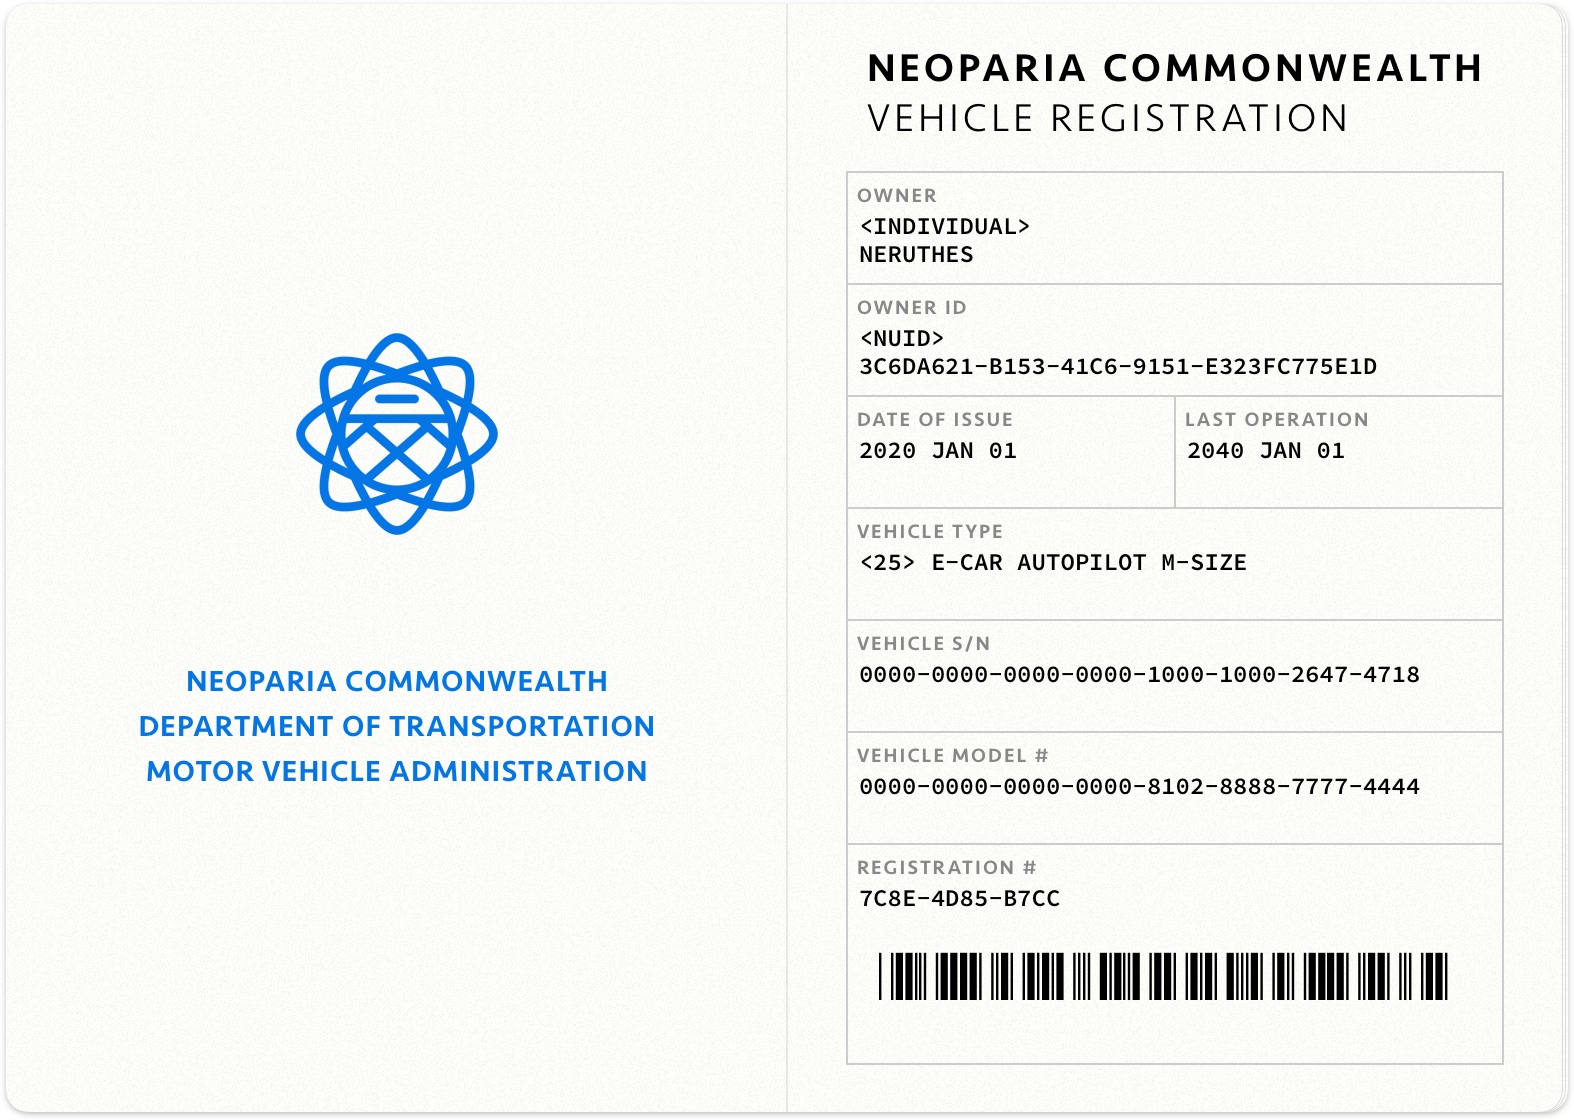 NEOPARIA COMMONWEALTH
DEPARTMENT OF TRANSPORTATION
MOTOR VEHICLE ADMINISTRATION
NEOPARIA COMMONWEALTH
VEHICLE REGISTRATION
OWNER
<INDIVIDUAL>
NERUTHES
OWNER ID
<NUID>
3C6DA621-B153-41C6-9151-E323FC775E1D
DATE OF ISSUE
2020 JAN 01
LAST OPERATION
2040 JAN 01
VEHICLE TYPE
<25> E-CAR AUTOPILOT M-SIZE
VEHICLE S/N
0000-0000-0000-0000-1000-1000-2647-4718
VEHICLE MODEL #
0000-0000-0000-0000-8102-8888-7777-4444
REGISTRATION #
7C8E-4D85-B7CC